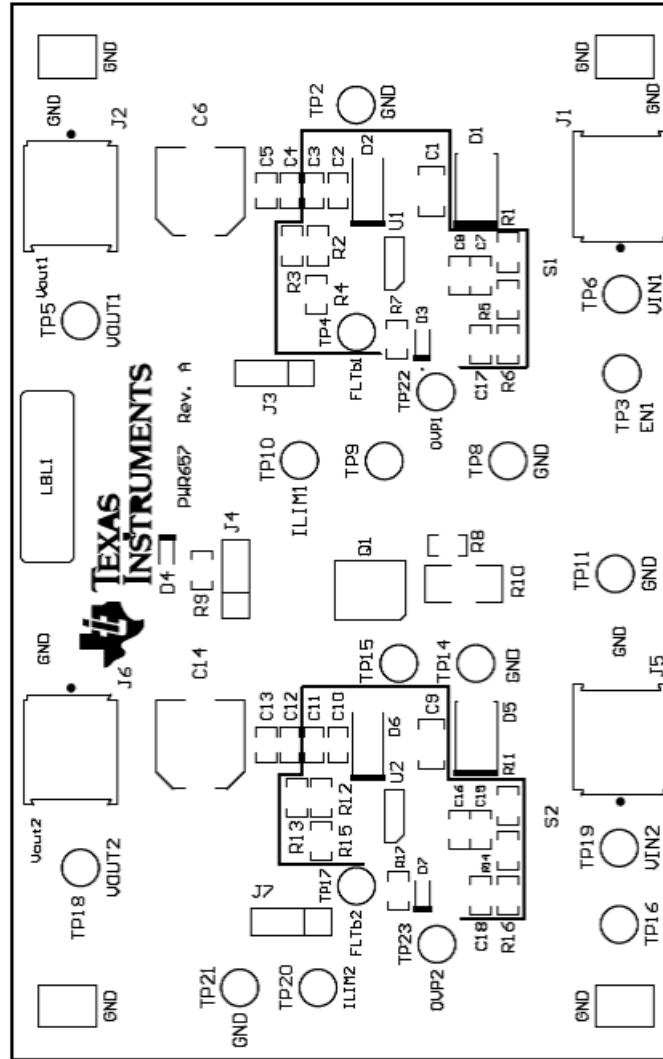 GND
GND
GND
GND
J2
Vout1
TP5
VOUT1
C6
C5
C4
C3
C2
TP2
GND
D2
U1
C1
D1
R1
J1
R3
R2
R4
TP4
FLTb1
R7
D3
C8
C7
R5
C17
R6
S1
TP6
VIN1
TP3
EN1
J3
TP22
OVP1
LBL1
TEXAS
INSTRUMENTS
PWR657 Rev. A
TP10
ILIM1
TP9
TP8
GND
D4
R9
J4
Q1
R8
R10
TP11
GND
GND
J6
Vout2
TP18
VOUT2
C14
C13
C12
C11
C10
TP15
TP14
GND
D6
U2
C9
D5
R11
GND
J5
R13
R12
R15
TP17
FLTb2
R17
D7
C16
C15
R14
C18
R16
S2
TP19
VIN2
TP16
J7
TP23
OVP2
TP21
GND
TP20
ILIM2
GND
GND